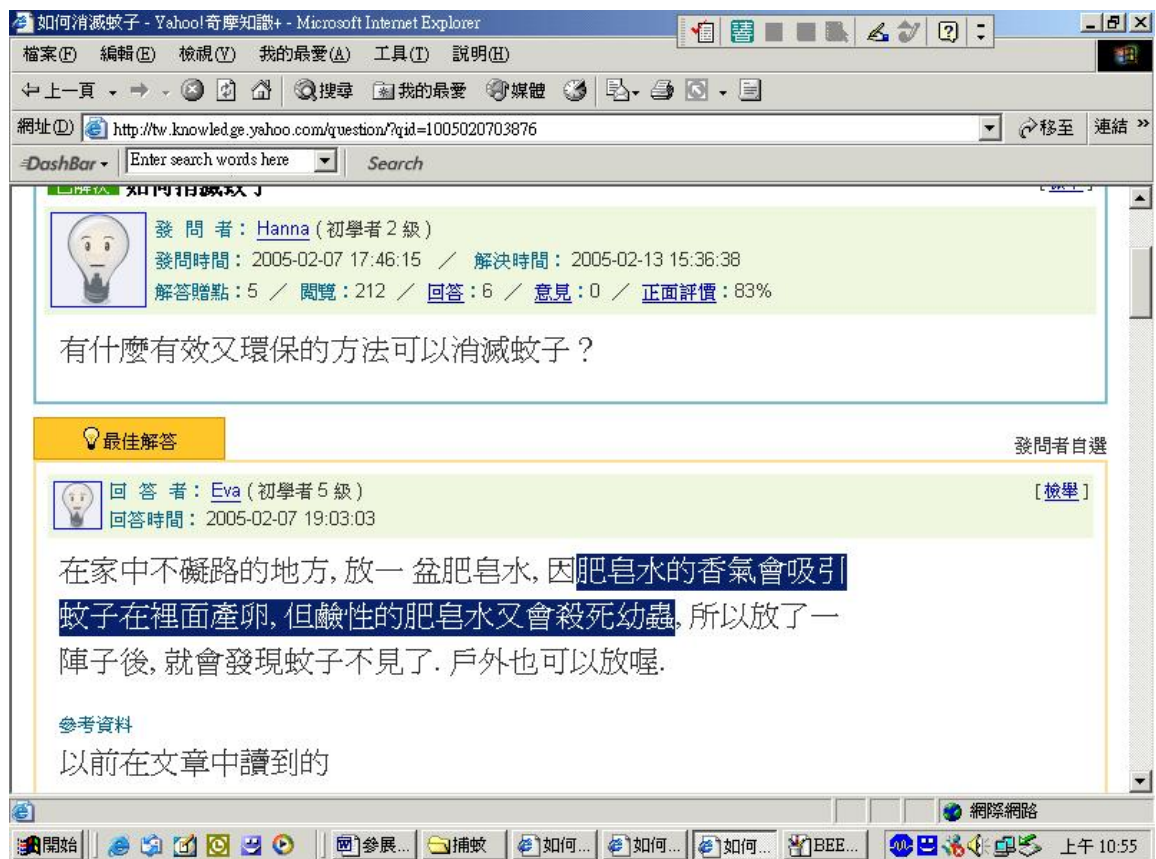 如何消滅蚊子 - Yahoo!奇摩知識+ - Microsoft Internet Explorer
檔案(F) 編輯(E) 檢視(V) 我的最愛(A) 工具(T) 說明(H)
上一頁 搜尋 我的最愛 媒體
網址(D) http://tw.knowledge.yahoo.com/question/?qid=1005020703876 移至 連結 »
DashBar Enter search words here Search
已解決 如何消滅蚊子
發 問 者：Hanna ( 初學者 2 級 )
發問時間：2005-02-07 17:46:15 ／ 解決時間：2005-02-13 15:36:38
解答贈點：5 ／ 閱覽：212 ／ 回答：6 ／ 意見：0 ／ 正面評價：83%
有什麼有效又環保的方法可以消滅蚊子？
最佳解答
發問者自選
回 答 者：Eva ( 初學者 5 級 ) [ 檢舉 ]
回答時間：2005-02-07 19:03:03
在家中不礙路的地方, 放一 盆肥皂水, 因肥皂水的香氣會吸引
蚊子在裡面產卵, 但鹼性的肥皂水又會殺死幼蟲, 所以放了一
陣子後, 就會發現蚊子不見了. 戶外也可以放喔.
參考資料
以前在文章中讀到的
網際網路
開始 參展... 捕蚊 如何... 如何... 如何... BEE... 上午 10:55